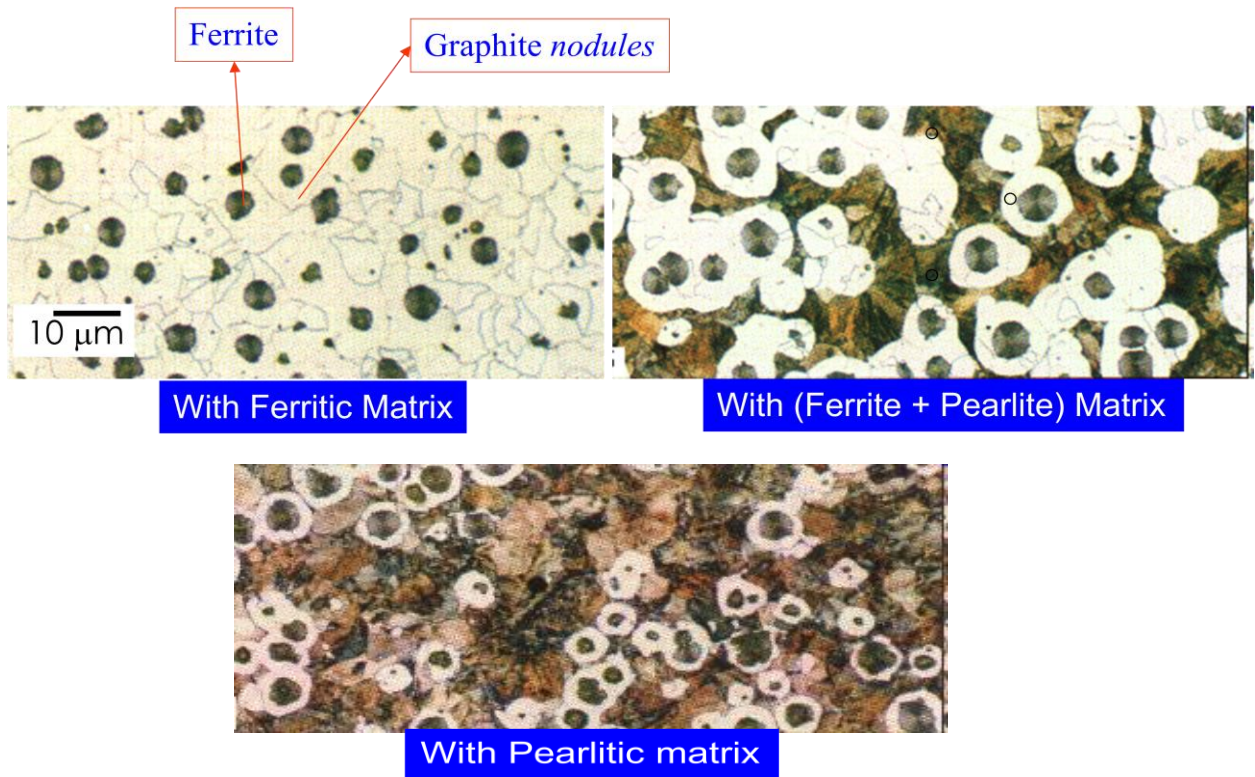 Ferrite
Graphite nodules
10 μm
With Ferritic Matrix
With (Ferrite + Pearlite) Matrix
With Pearlitic matrix